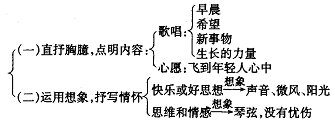 早晨
希望
歌唱:
新事物
(一)直抒胸臆,点明内容:
生长的力量
心愿:飞到年轻人心中
想象
快乐或好思想 声音、微风、阳光
(二)运用想象,抒写情怀
想象
思维和情感 琴弦,没有忧伤